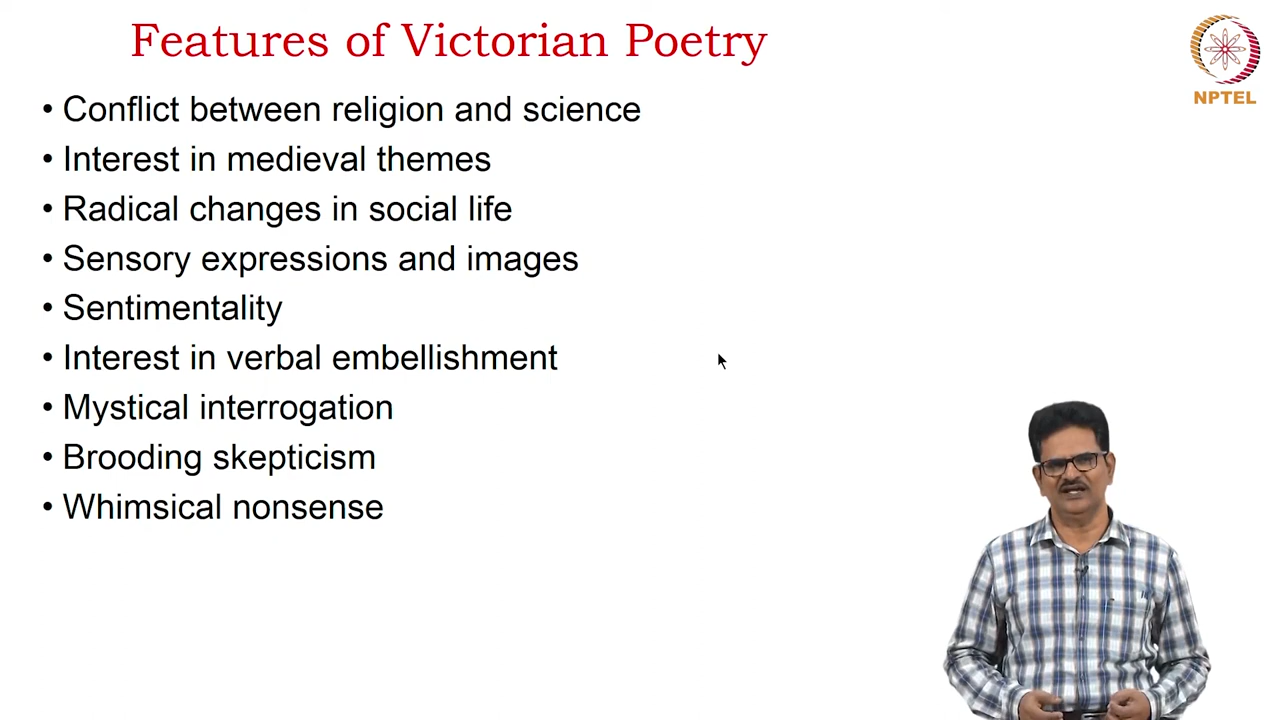 Features of Victorian Poetry
NPTEL
• Conflict between religion and science
• Interest in medieval themes
• Radical changes in social life
• Sensory expressions and images
• Sentimentality
• Interest in verbal embellishment
• Mystical interrogation
• Brooding skepticism
• Whimsical nonsense